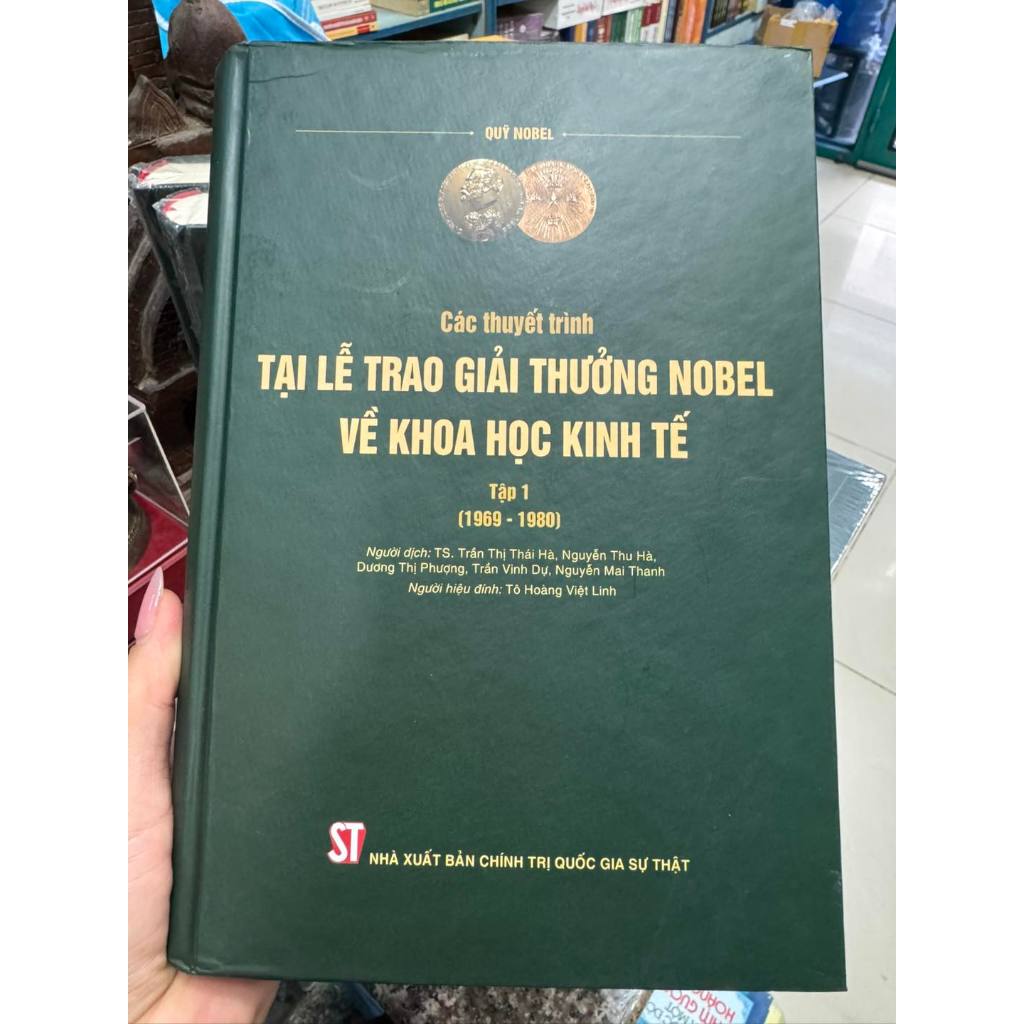 QUỸ NOBEL
Các thuyết trình
TẠI LỄ TRAO GIẢI THƯỞNG NOBEL
VỀ KHOA HỌC KINH TẾ
Tập 1
(1969 - 1980)
Người dịch: TS. Trần Thị Thái Hà, Nguyễn Thu Hà,
Dương Thị Phượng, Trần Vinh Dự, Nguyễn Mai Thanh
Người hiệu đính: Tô Hoàng Việt Linh
ST NHÀ XUẤT BẢN CHÍNH TRỊ QUỐC GIA SỰ THẬT